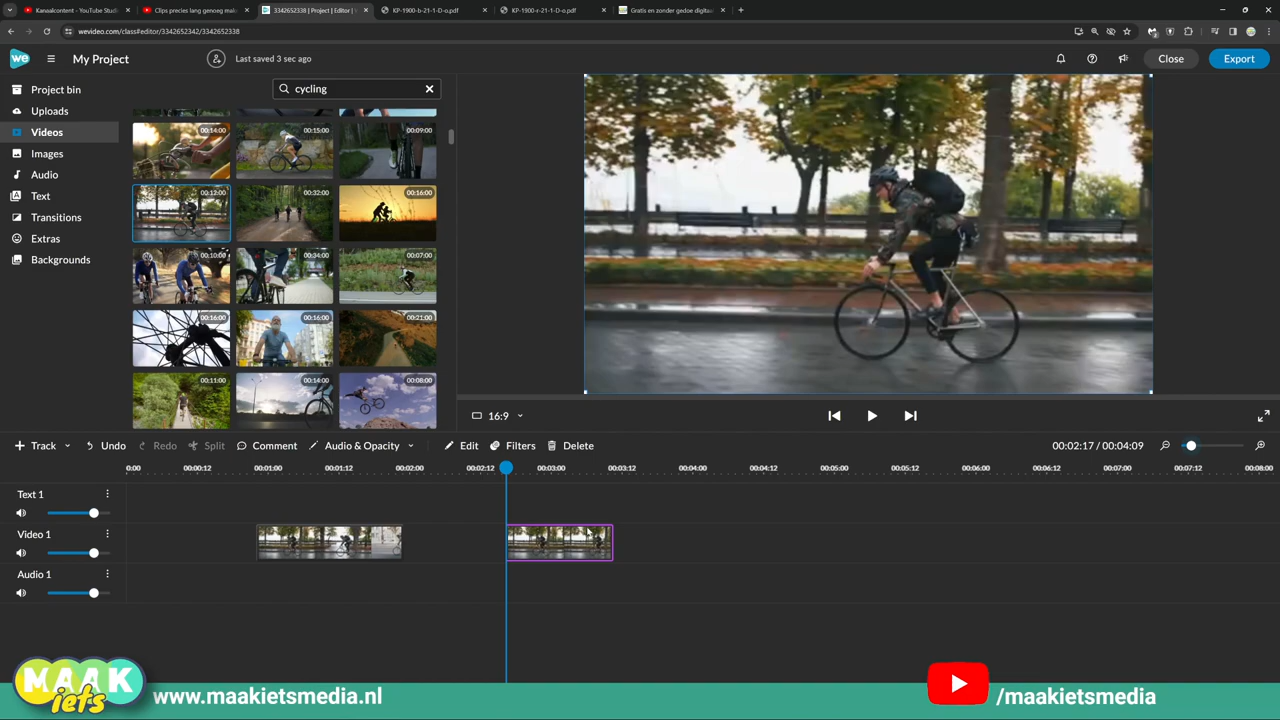 Kanaalcontent - YouTube Studi
Clips precies lang genoeg make
3342652338 | Project | Editor | V
KP-1900-b-21-1-D-o.pdf
KP-1900-r-21-1-D-o.pdf
Gratis en zonder gedoe digitaa
wevideo.com/class#editor/3342652342/3342652338
we
My Project
Last saved 3 sec ago
Close
Export
Project bin
Uploads
Videos
Images
Audio
Text
Transitions
Extras
Backgrounds
cycling
00:14:00
00:15:00
00:09:00
00:12:00
00:32:00
00:16:00
00:10:00
00:34:00
00:07:00
00:16:00
00:16:00
00:21:00
00:11:00
00:14:00
00:08:00
16:9
Track
Undo
Redo
Split
Comment
Audio & Opacity
Edit
Filters
Delete
00:02:17 / 00:04:09
0:00
00:00:12
00:01:00
00:01:12
00:02:00
00:02:12
00:03:00
00:03:12
00:04:00
00:04:12
00:05:00
00:05:12
00:06:00
00:06:12
00:07:00
00:07:12
00:08:00
Text 1
Video 1
Audio 1
MAAK
iets
www.maakietsmedia.nl
/maakietsmedia